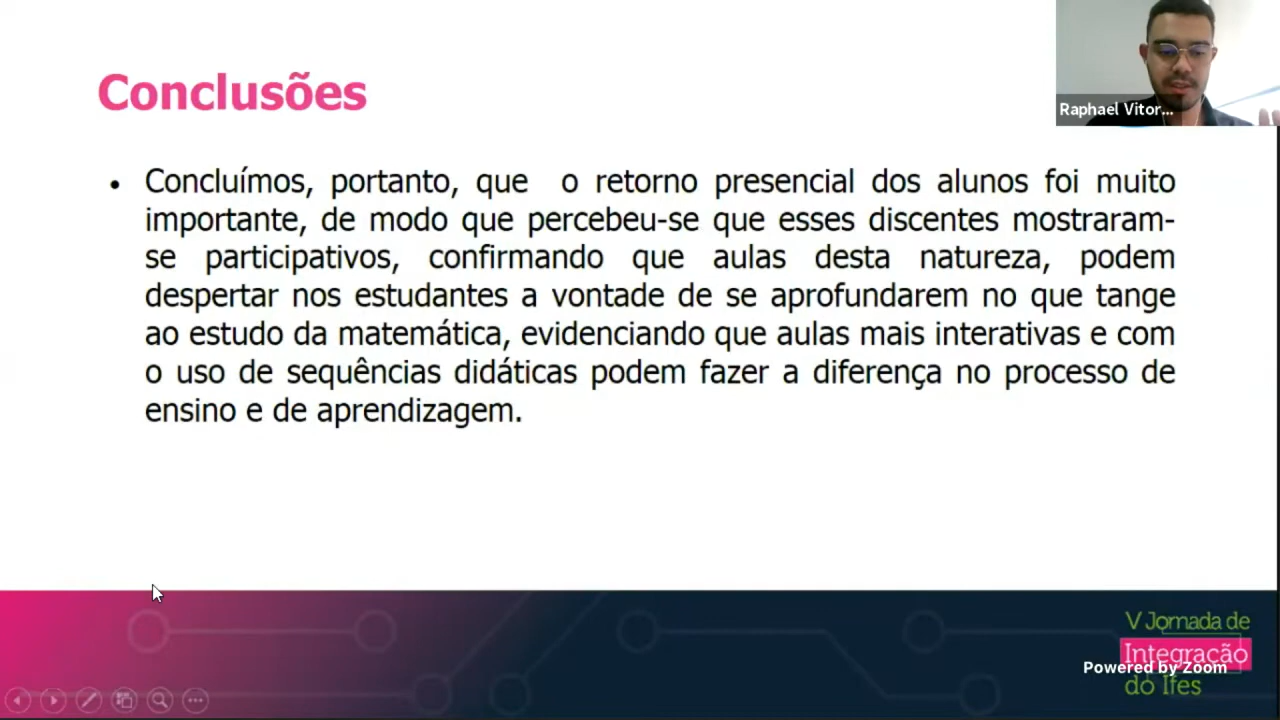 Conclusões
Raphael Vitor...
• Concluímos, portanto, que o retorno presencial dos alunos foi muito
importante, de modo que percebeu-se que esses discentes mostraram-
se participativos, confirmando que aulas desta natureza, podem
despertar nos estudantes a vontade de se aprofundarem no que tange
ao estudo da matemática, evidenciando que aulas mais interativas e com
o uso de sequências didáticas podem fazer a diferença no processo de
ensino e de aprendizagem.
V Jornada de
Integração
do Ifes
Powered by Zoom